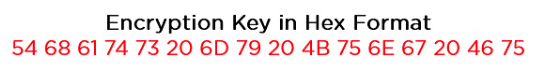 Encryption Key in Hex Format
54 68 61 74 73 20 6D 79 20 4B 75 6E 67 20 46 75